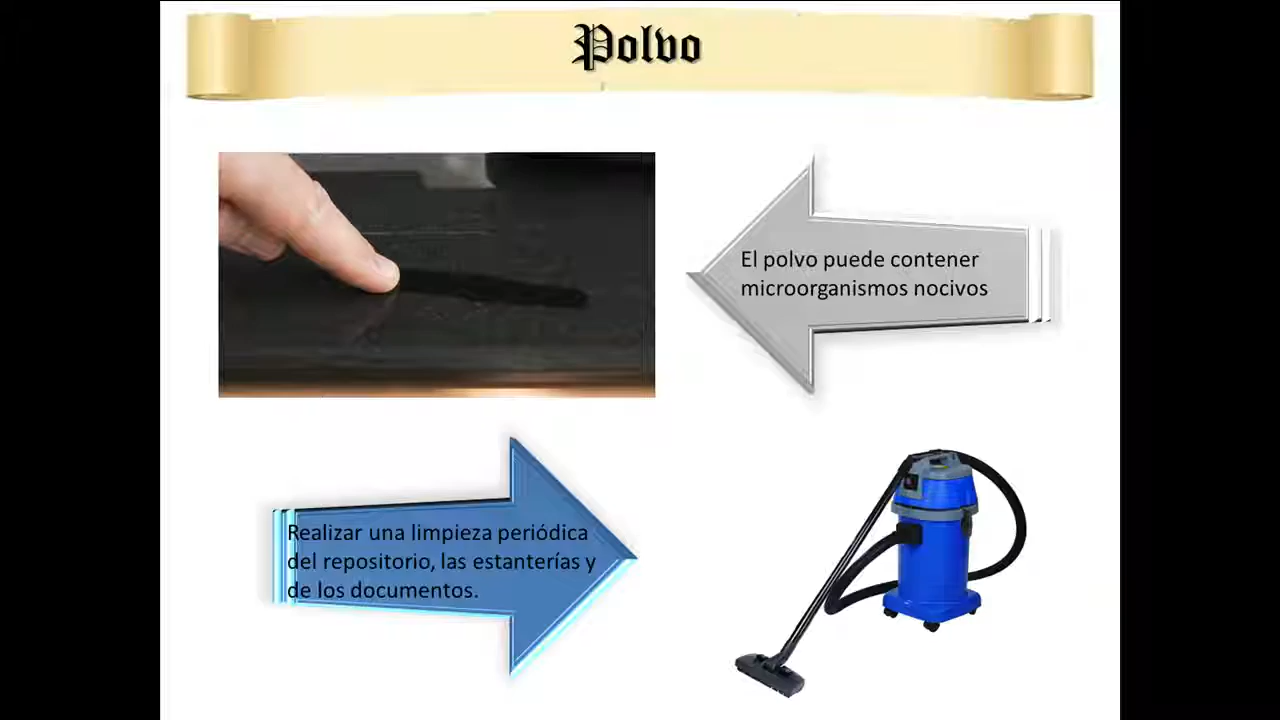 Polvo
El polvo puede contener
microorganismos nocivos
Realizar una limpieza periódica
del repositorio, las estanterías y
de los documentos.